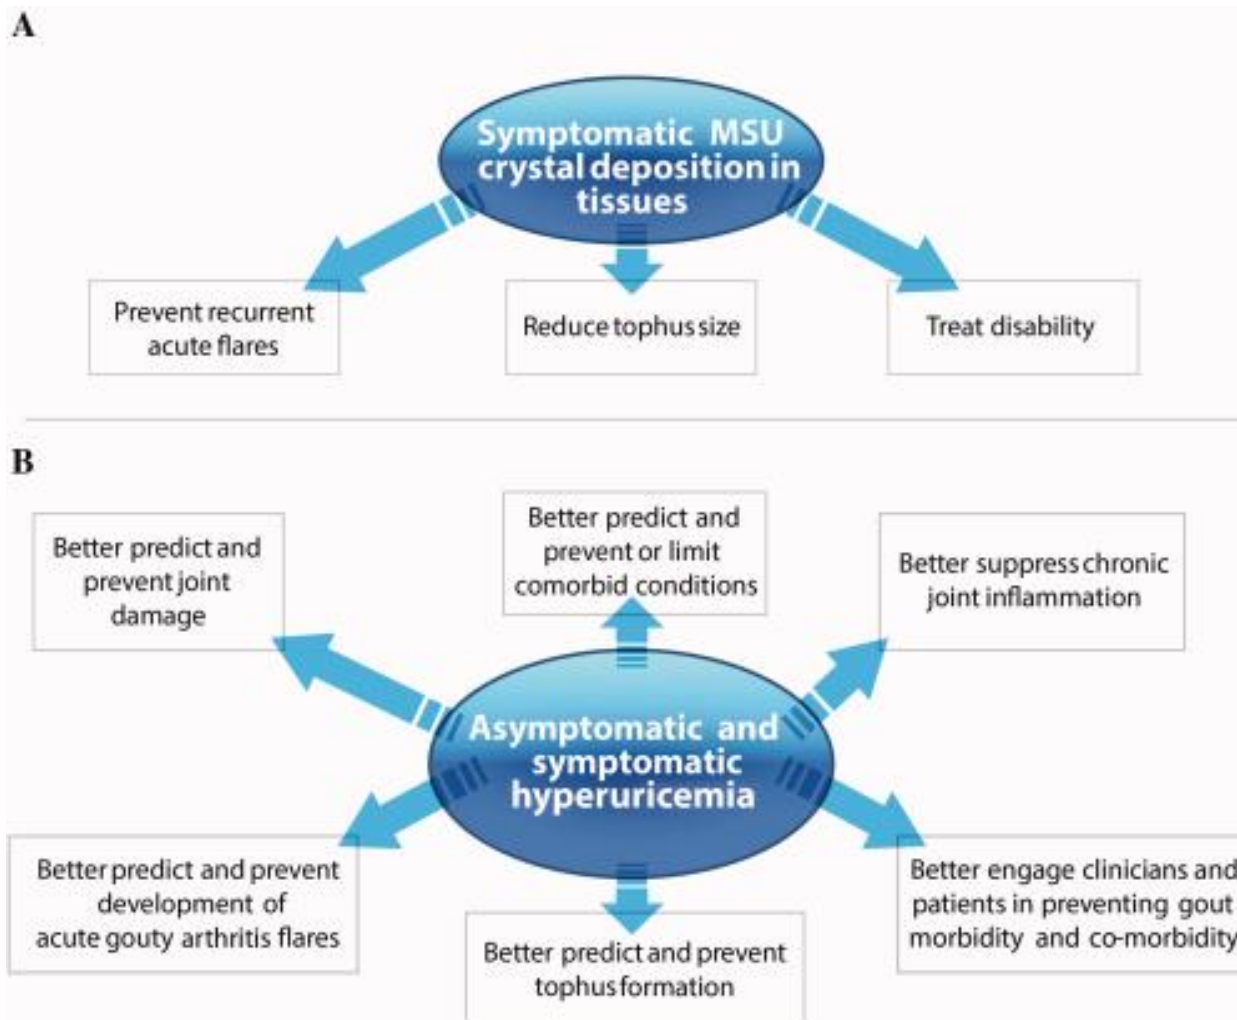 A
Symptomatic MSU
crystal deposition in
tissues
Prevent recurrent
acute flares
Reduce tophus size
Treat disability
B
Better predict and
prevent joint
damage
Better predict and
prevent or limit
comorbid conditions
Better suppress chronic
joint inflammation
Asymptomatic and
symptomatic
hyperuricemia
Better predict and prevent
development of
acute gouty arthritis flares
Better predict and prevent
tophus formation
Better engage clinicians and
patients in preventing gout
morbidity and co-morbidity